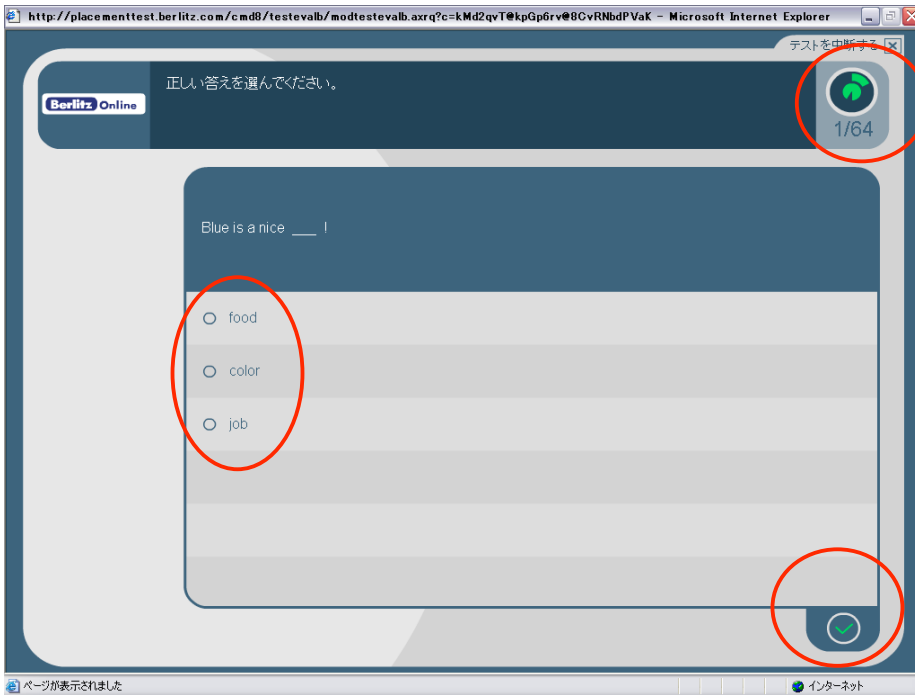 http://placementtest.berlitz.com/cmd8/testevalb/modtestevalb.axrq?c=kMd2qvT@kpGp6rv@8CvRNbdPVaK - Microsoft Internet Explorer
テストを中断する
正しい答えを選んでください。
Berlitz Online
1/64
Blue is a nice ___ !
food
color
job
ページが表示されました
インターネット